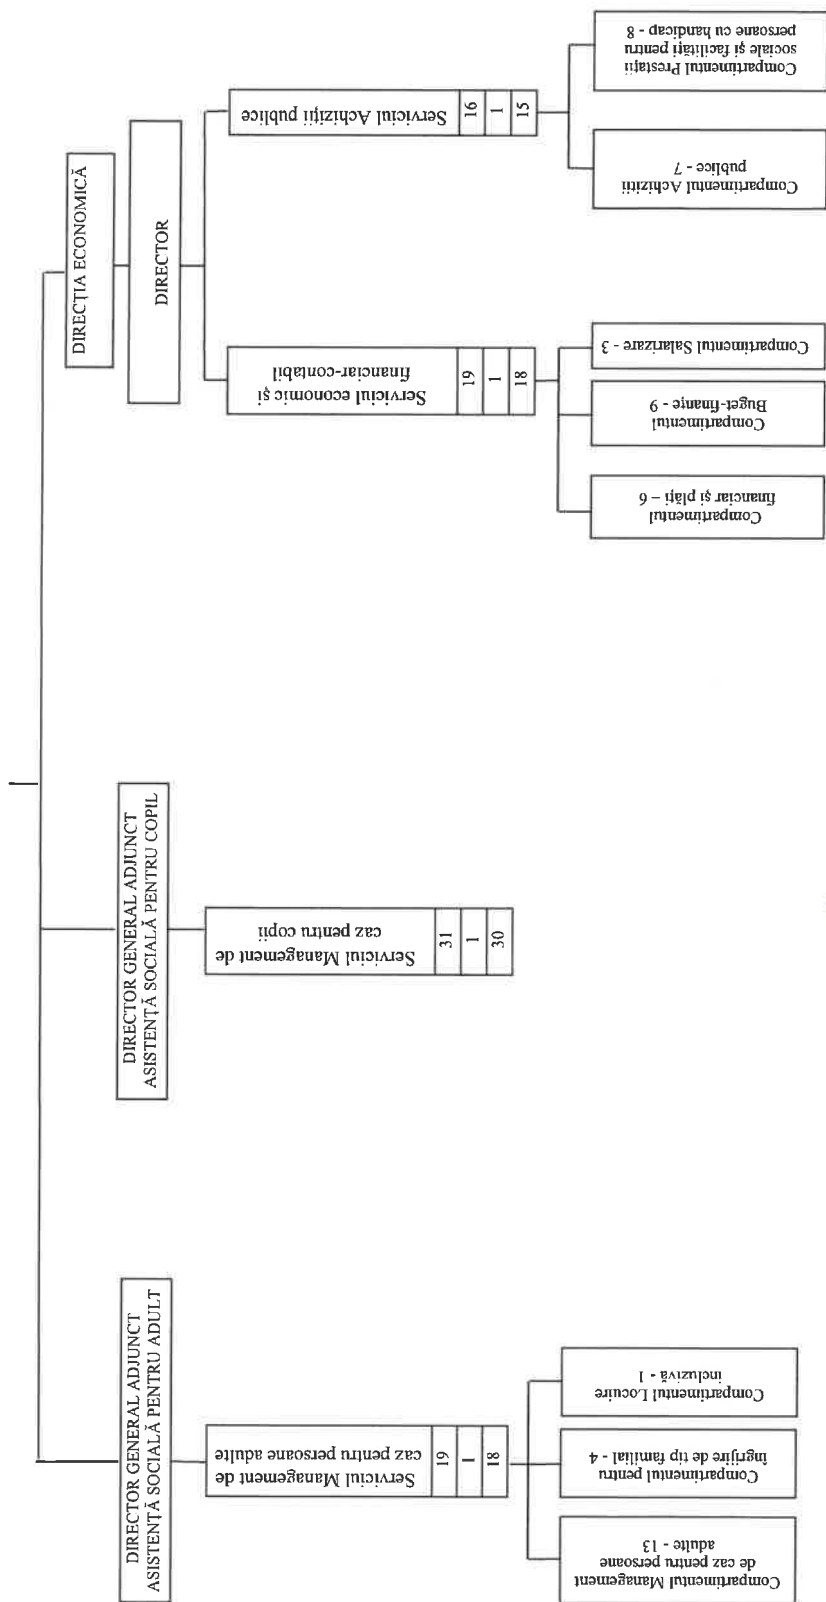 DIRECTOR GENERAL ADJUNCT
ASISTENȚĂ SOCIALĂ PENTRU ADULT
Serviciul Management de
caz pentru persoane adulte
19
1
18
Compartimentul Management
de caz pentru persoane
adulte - 13
Compartimentul pentru
îngrijire de tip familial - 4
Compartimentul Locuire
incluzivă - 1
DIRECTOR GENERAL ADJUNCT
ASISTENȚĂ SOCIALĂ PENTRU COPIL
Serviciul Management de
caz pentru copii
31
1
30
DIRECȚIA ECONOMICĂ
DIRECTOR
Serviciul economic și
financiar-contabil
19
1
18
Compartimentul
financiar și plăți – 6
Compartimentul
Buget-finanțe - 9
Compartimentul Salarizare - 3
Serviciul Achiziții publice
16
1
15
Compartimentul Achizitii
publice - 7
Compartimentul Prestații
sociale și facilități pentru
persoane cu handicap - 8